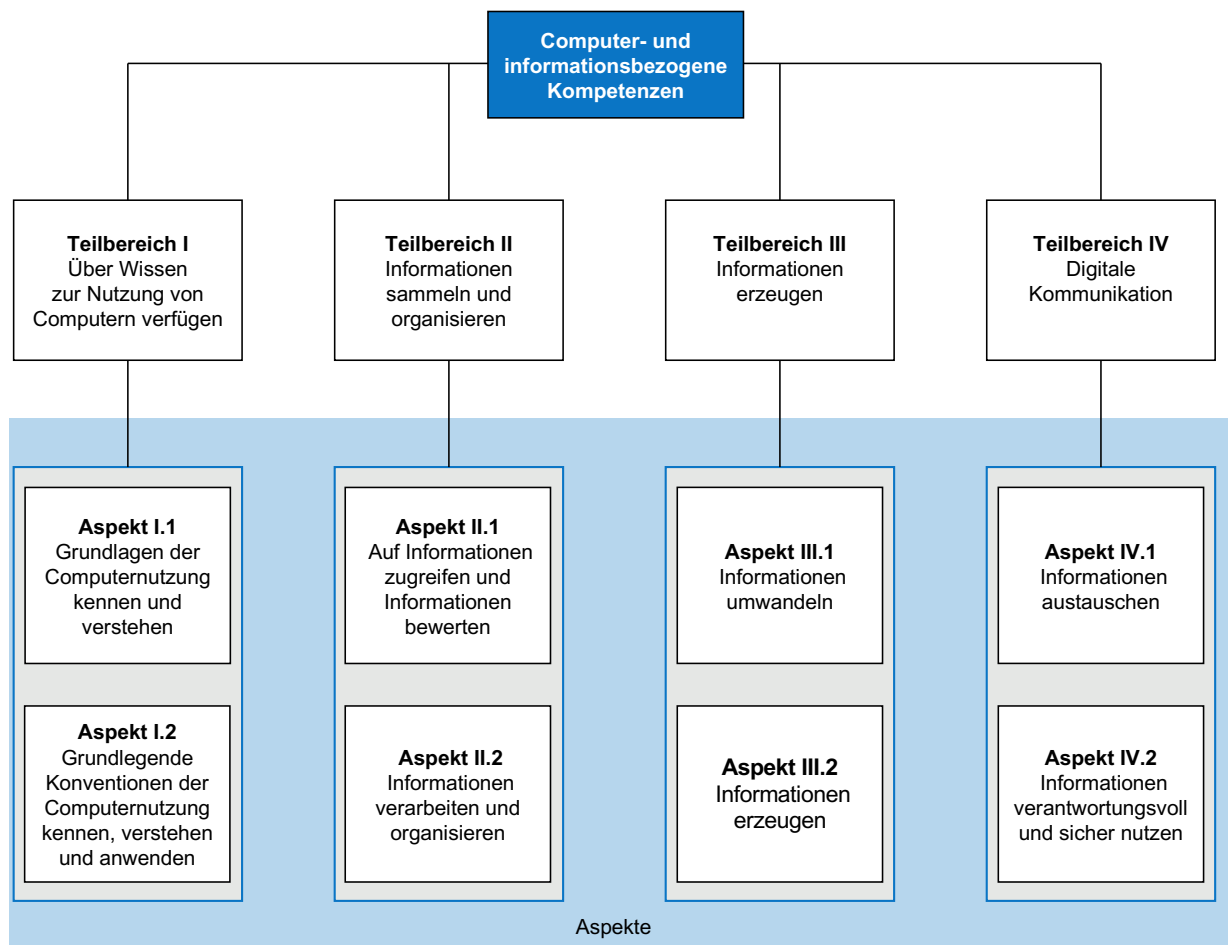 Computer- und
informationsbezogene
Kompetenzen
Teilbereich I
Über Wissen
zur Nutzung von
Computern verfügen
Teilbereich II
Informationen
sammeln und
organisieren
Teilbereich III
Informationen
erzeugen
Teilbereich IV
Digitale
Kommunikation
Aspekt I.1
Grundlagen der
Computernutzung
kennen und
verstehen
Aspekt II.1
Auf Informationen
zugreifen und
Informationen
bewerten
Aspekt III.1
Informationen
umwandeln
Aspekt IV.1
Informationen
austauschen
Aspekt I.2
Grundlegende
Konventionen der
Computernutzung
kennen, verstehen
und anwenden
Aspekt II.2
Informationen
verarbeiten und
organisieren
Aspekt III.2
Informationen
erzeugen
Aspekt IV.2
Informationen
verantwortungsvoll
und sicher nutzen
Aspekte